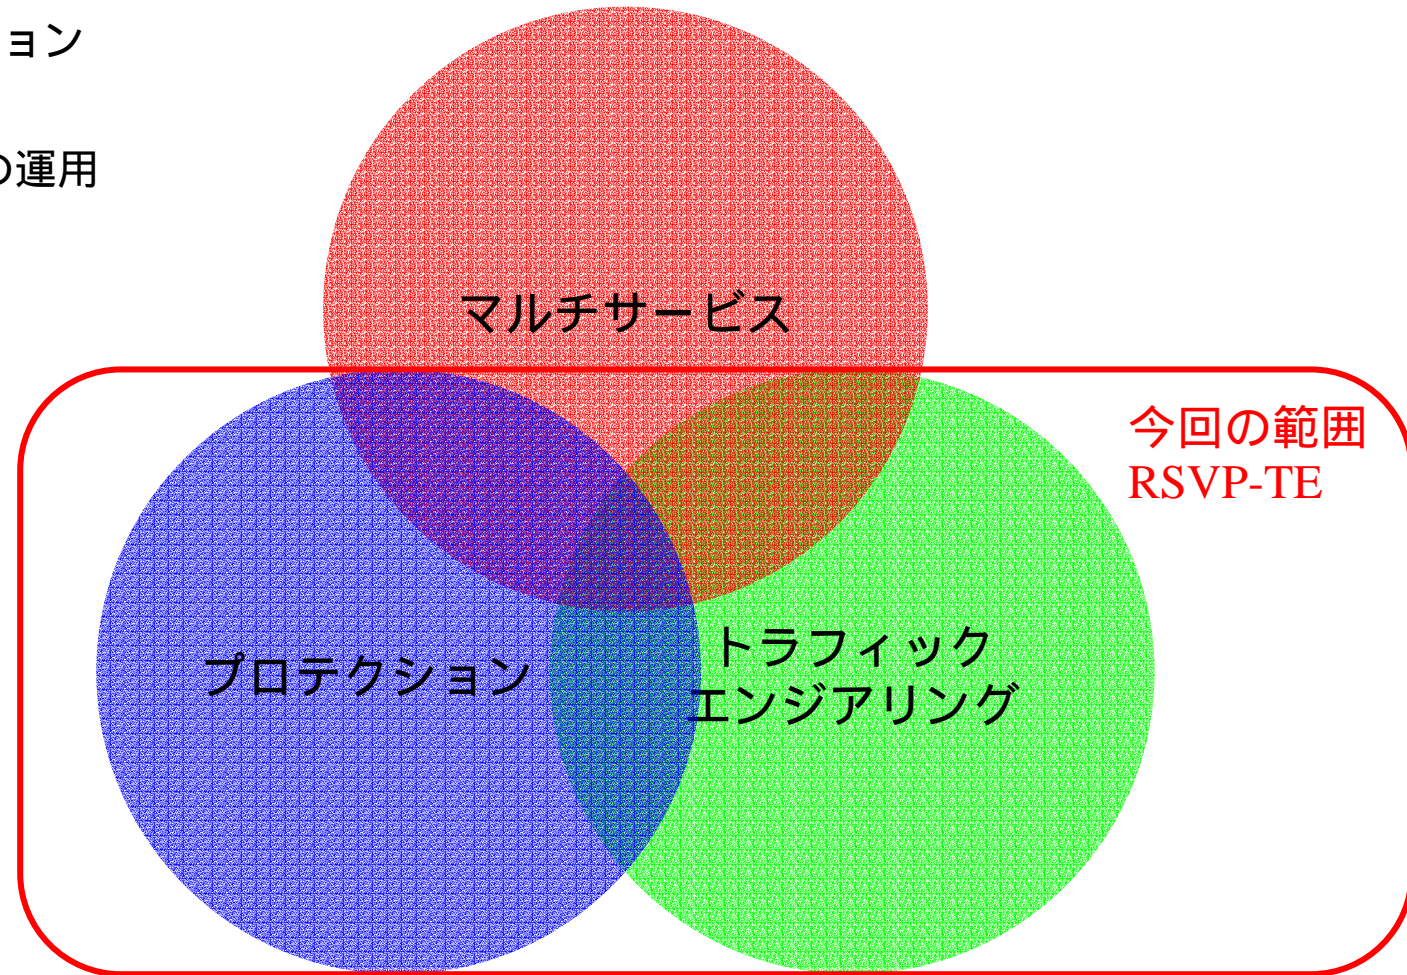 ョン
の運用
マルチサービス
今回の範囲
RSVP-TE
プロテクション
トラフィック
エンジアリング